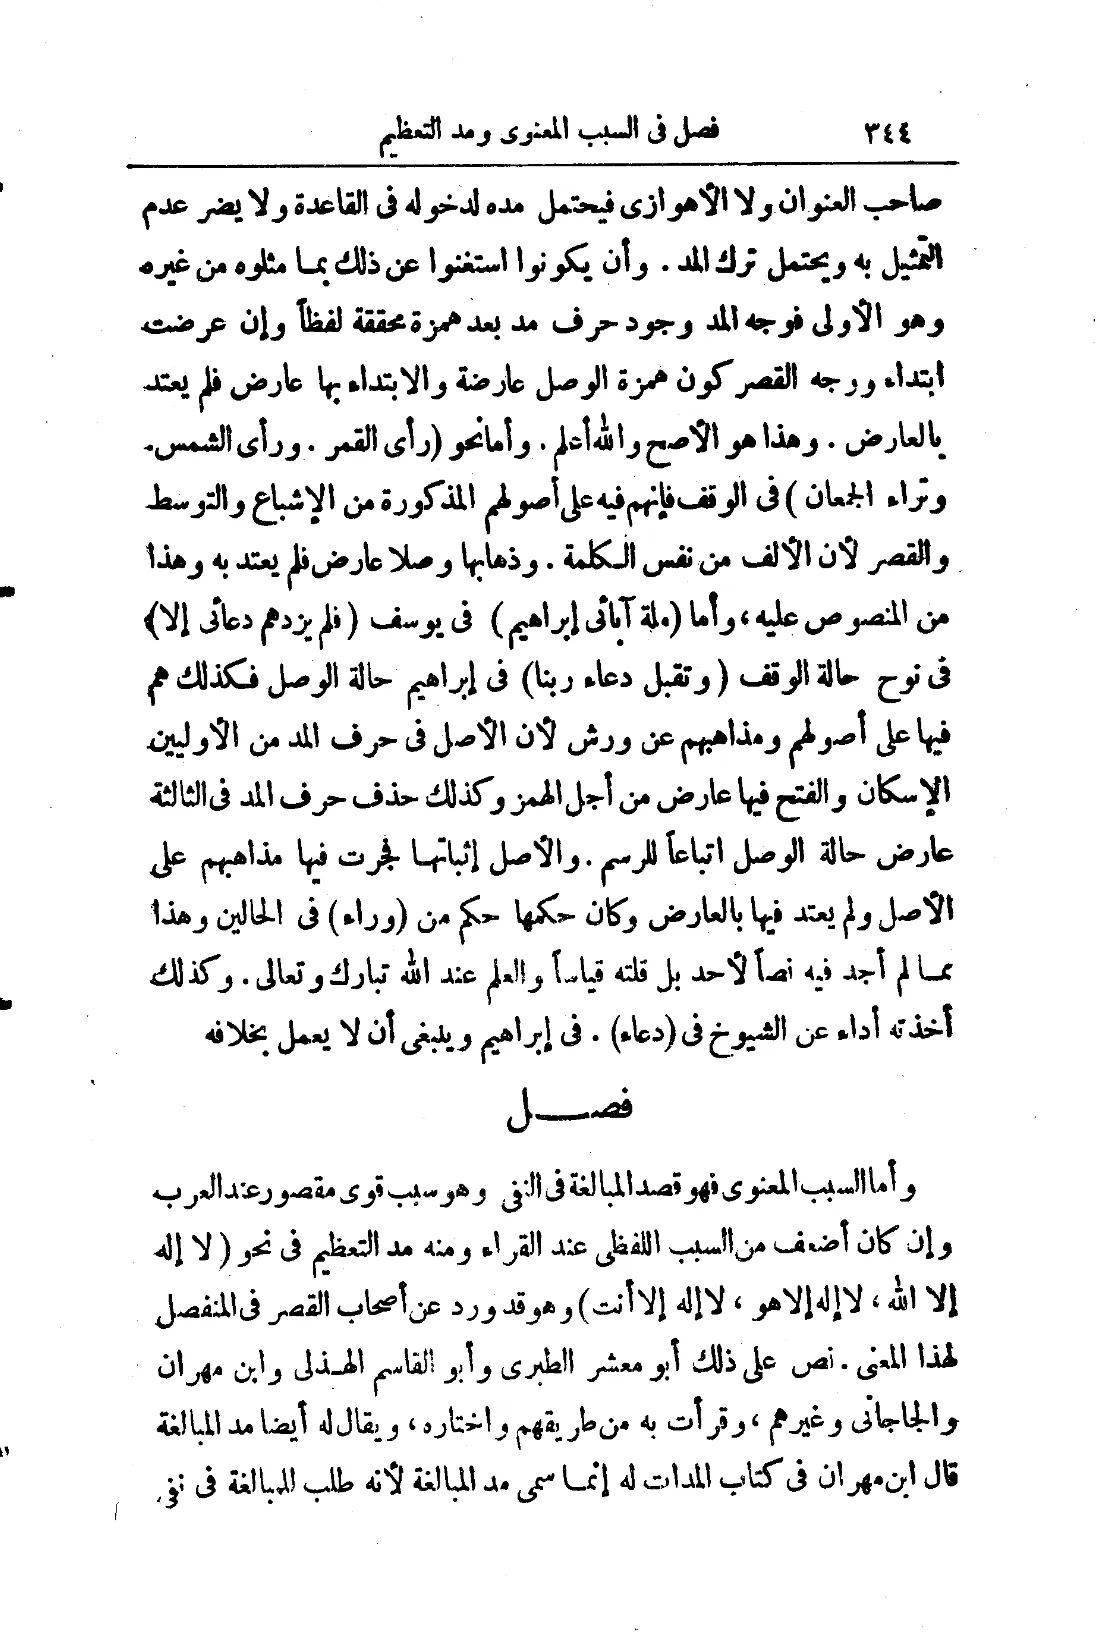 ٣٤٤ فصل فى السبب المعنوى ومد التعظيم
صاحب العنوان ولا الأهوازى فيحتمل مده لدخوله فى القاعدة ولا يضر عدم
التمثيل به ويحتمل ترك المد . وأن يكونوا استغنوا عن ذلك بما مثلوه من غيره
وهو الأولى فوجه المد وجود حرف مد بعد همزة محققة لفظاً وإن عرضت
ابتداء ورجه القصر كون همزة الوصل عارضة والابتداء بها عارض فلم يعتد
بالعارض . وهذا هو الأصح والله أعلم . وأما نحو (رأى القمر . ورأى الشمس.
وتراء الجمعان ) فى الوقف فإنهم فيه على أصولهم المذكورة من الإشباع والتوسط
والقصر لأن الألف من نفس الكلمة . وذهابها وصلا عارض فلم يعتد به وهذا
من المنصوص عليه، وأما (ملة آبائى إبراهيم) فى يوسف (فلم يزدهم دعائى إلا)
فى نوح حالة الوقف (وتقبل دعاء ربنا) فى إبراهيم حالة الوصل فكذلك هم
فيها على أصولهم ومذاهبهم عن ورش لأن الأصل فى حرف المد من الأوليين
الإسكان والفتح فيها عارض من أجل الهمز وكذلك حذف حرف المد فى الثالثة
عارض حالة الوصل اتباعاً للرسم . والأصل إثباتها فجرت فيها مذاهبهم على
الأصل ولم يعتد فيها بالعارض وكان حكمها حكم من (وراء) فى الحالين وهذا
مما لم أجد فيه نصاً لأحد بل قلته قياساً والعلم عند الله تبارك وتعالى . وكذلك
أخذته أداء عن الشيوخ فى (دعاء) . فى إبراهيم وينبغى أن لا يعمل بخلافه
فصــل
وأما السبب المعنوى فهو قصد المبالغة فى النفى وهو سبب قوى مقصور عند العرب
وإن كان أضعف من السبب اللفظى عند القراء ومنه مد التعظيم فى نحو (لا إله
إلا الله ، لا إله إلا هو ، لا إله إلا أنت) وهو قد ورد عن أصحاب القصر فى المنفصل
لهذا المعنى . نص على ذلك أبو معشر الطبرى وأبو القاسم الهذلى وابن مهران
والجاجانى وغيرهم ، وقرأت به من طريقهم واختاره، ويقال له أيضا مد المبالغة
قال ابن مهران فى كتاب المدات له إنما سمى مد المبالغة لأنه طلب للمبالغة فى نفى